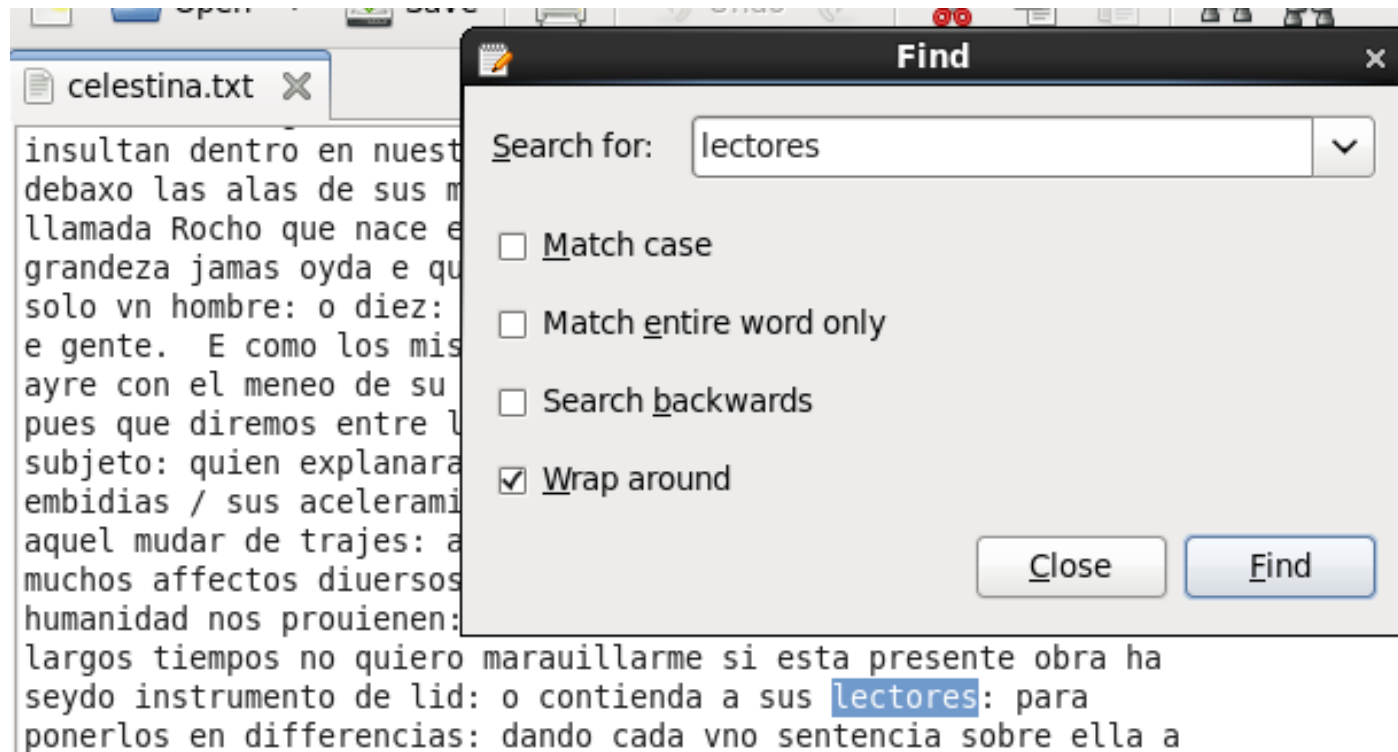 Open Save Undo
celestina.txt
insultan dentro en nuest
debaxo las alas de sus m
llamada Rocho que nace e
grandeza jamas oyda e qu
solo vn hombre: o diez:
e gente.  E como los mis
ayre con el meneo de su
pues que diremos entre l
subjeto: quien explanara
embidias / sus acelerami
aquel mudar de trajes: a
muchos affectos diuersos
humanidad nos prouienen:
largos tiempos no quiero marauillarme si esta presente obra ha
seydo instrumento de lid: o contienda a sus lectores: para
ponerlos en differencias: dando cada vno sentencia sobre ella a
Find
Search for: lectores
Match case
Match entire word only
Search backwards
Wrap around
Close Find